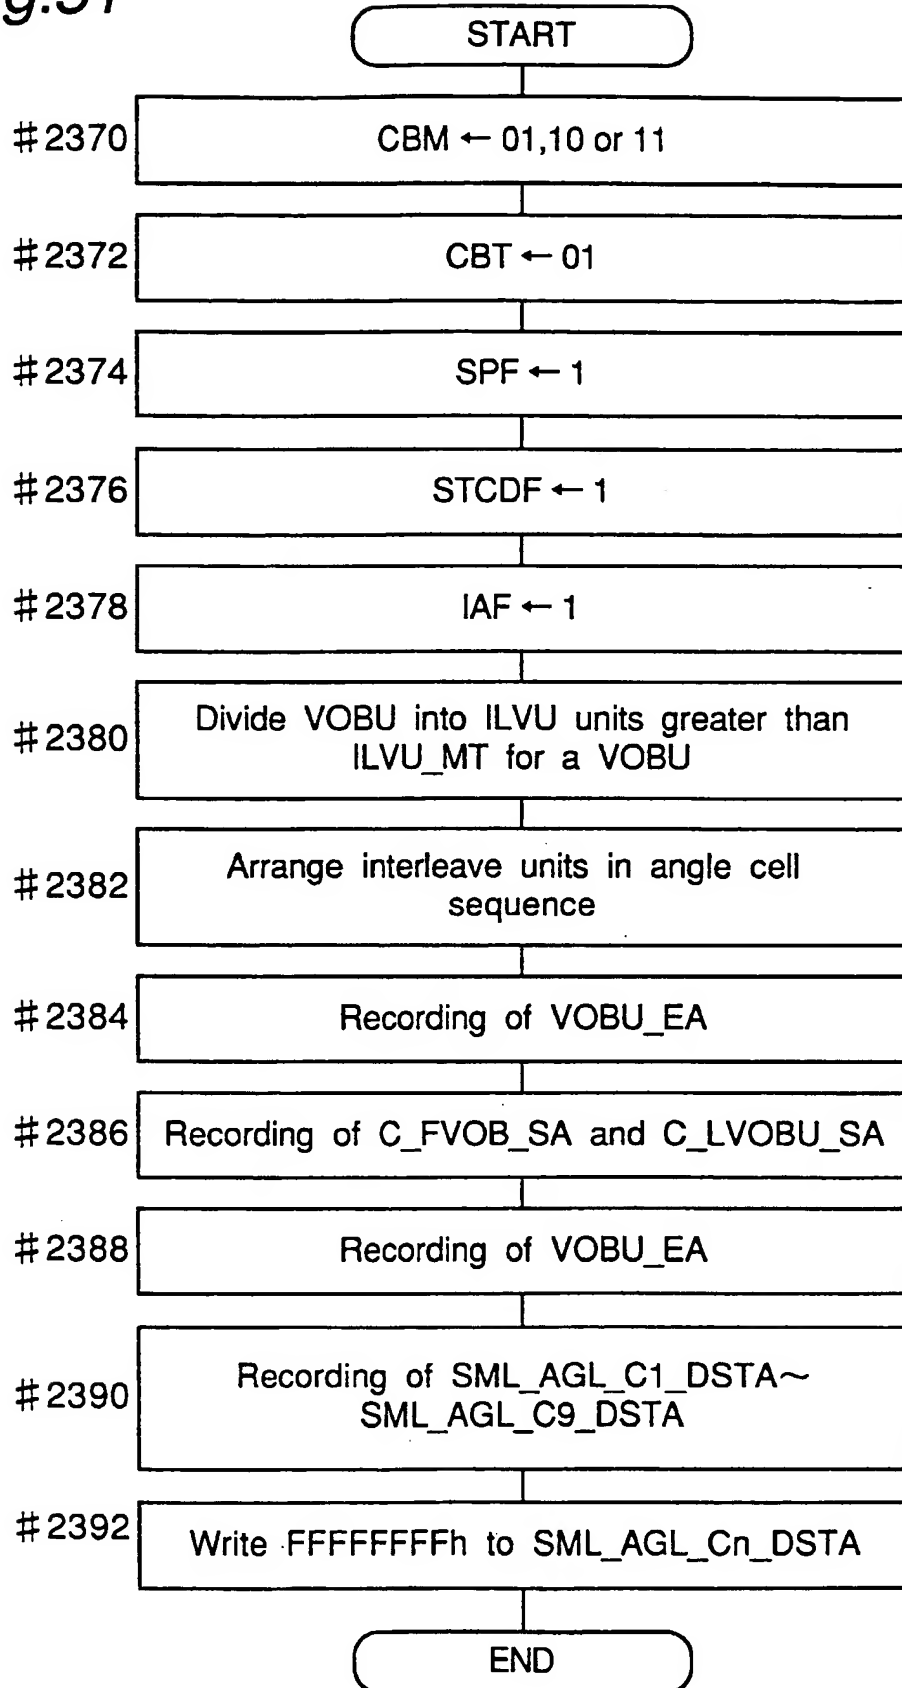 g.51
START
#2370
CBM ← 01,10 or 11
#2372
CBT ← 01
#2374
SPF ← 1
#2376
STCDF ← 1
#2378
IAF ← 1
#2380
Divide VOBU into ILVU units greater than
ILVU_MT for a VOBU
#2382
Arrange interleave units in angle cell
sequence
#2384
Recording of VOBU_EA
#2386
Recording of C_FVOB_SA and C_LVOBU_SA
#2388
Recording of VOBU_EA
#2390
Recording of SML_AGL_C1_DSTA~
SML_AGL_C9_DSTA
#2392
Write FFFFFFFFh to SML_AGL_Cn_DSTA
END